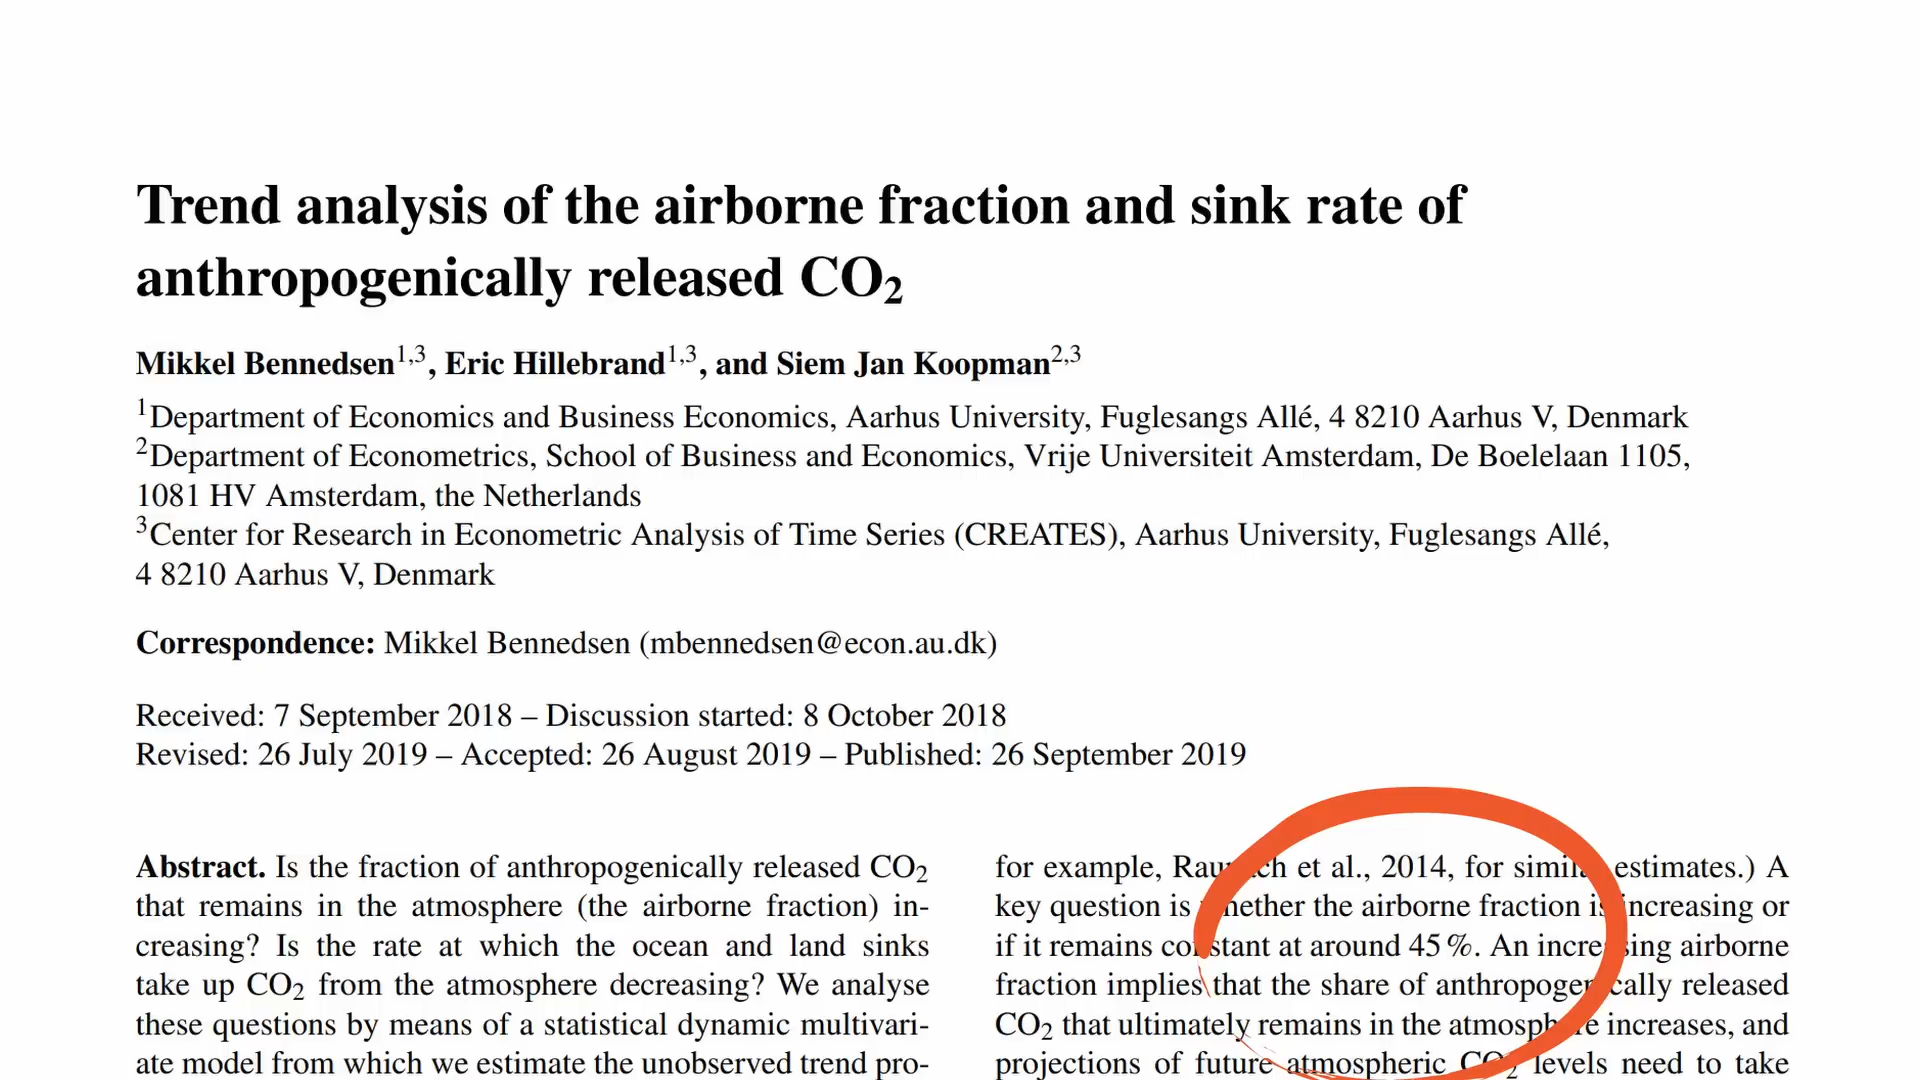 Trend analysis of the airborne fraction and sink rate of
anthropogenically released CO₂
Mikkel Bennedsen¹,³, Eric Hillebrand¹,³, and Siem Jan Koopman²,³
¹Department of Economics and Business Economics, Aarhus University, Fuglesangs Allé, 4 8210 Aarhus V, Denmark
²Department of Econometrics, School of Business and Economics, Vrije Universiteit Amsterdam, De Boelelaan 1105,
1081 HV Amsterdam, the Netherlands
³Center for Research in Econometric Analysis of Time Series (CREATES), Aarhus University, Fuglesangs Allé,
4 8210 Aarhus V, Denmark
Correspondence: Mikkel Bennedsen (mbennedsen@econ.au.dk)
Received: 7 September 2018 – Discussion started: 8 October 2018
Revised: 26 July 2019 – Accepted: 26 August 2019 – Published: 26 September 2019
Abstract. Is the fraction of anthropogenically released CO₂
that remains in the atmosphere (the airborne fraction) in-
creasing? Is the rate at which the ocean and land sinks
take up CO₂ from the atmosphere decreasing? We analyse
these questions by means of a statistical dynamic multivari-
ate model from which we estimate the unobserved trend pro-
for example, et al., 2014, for similar estimates.) A
key question is whether the airborne fraction is increasing or
if it remains constant at around 45 %. An increasing airborne
fraction implies that the share of anthropogenically released
CO₂ that ultimately remains in the atmosphere increases, and
projections of future atmospheric CO₂ levels need to take